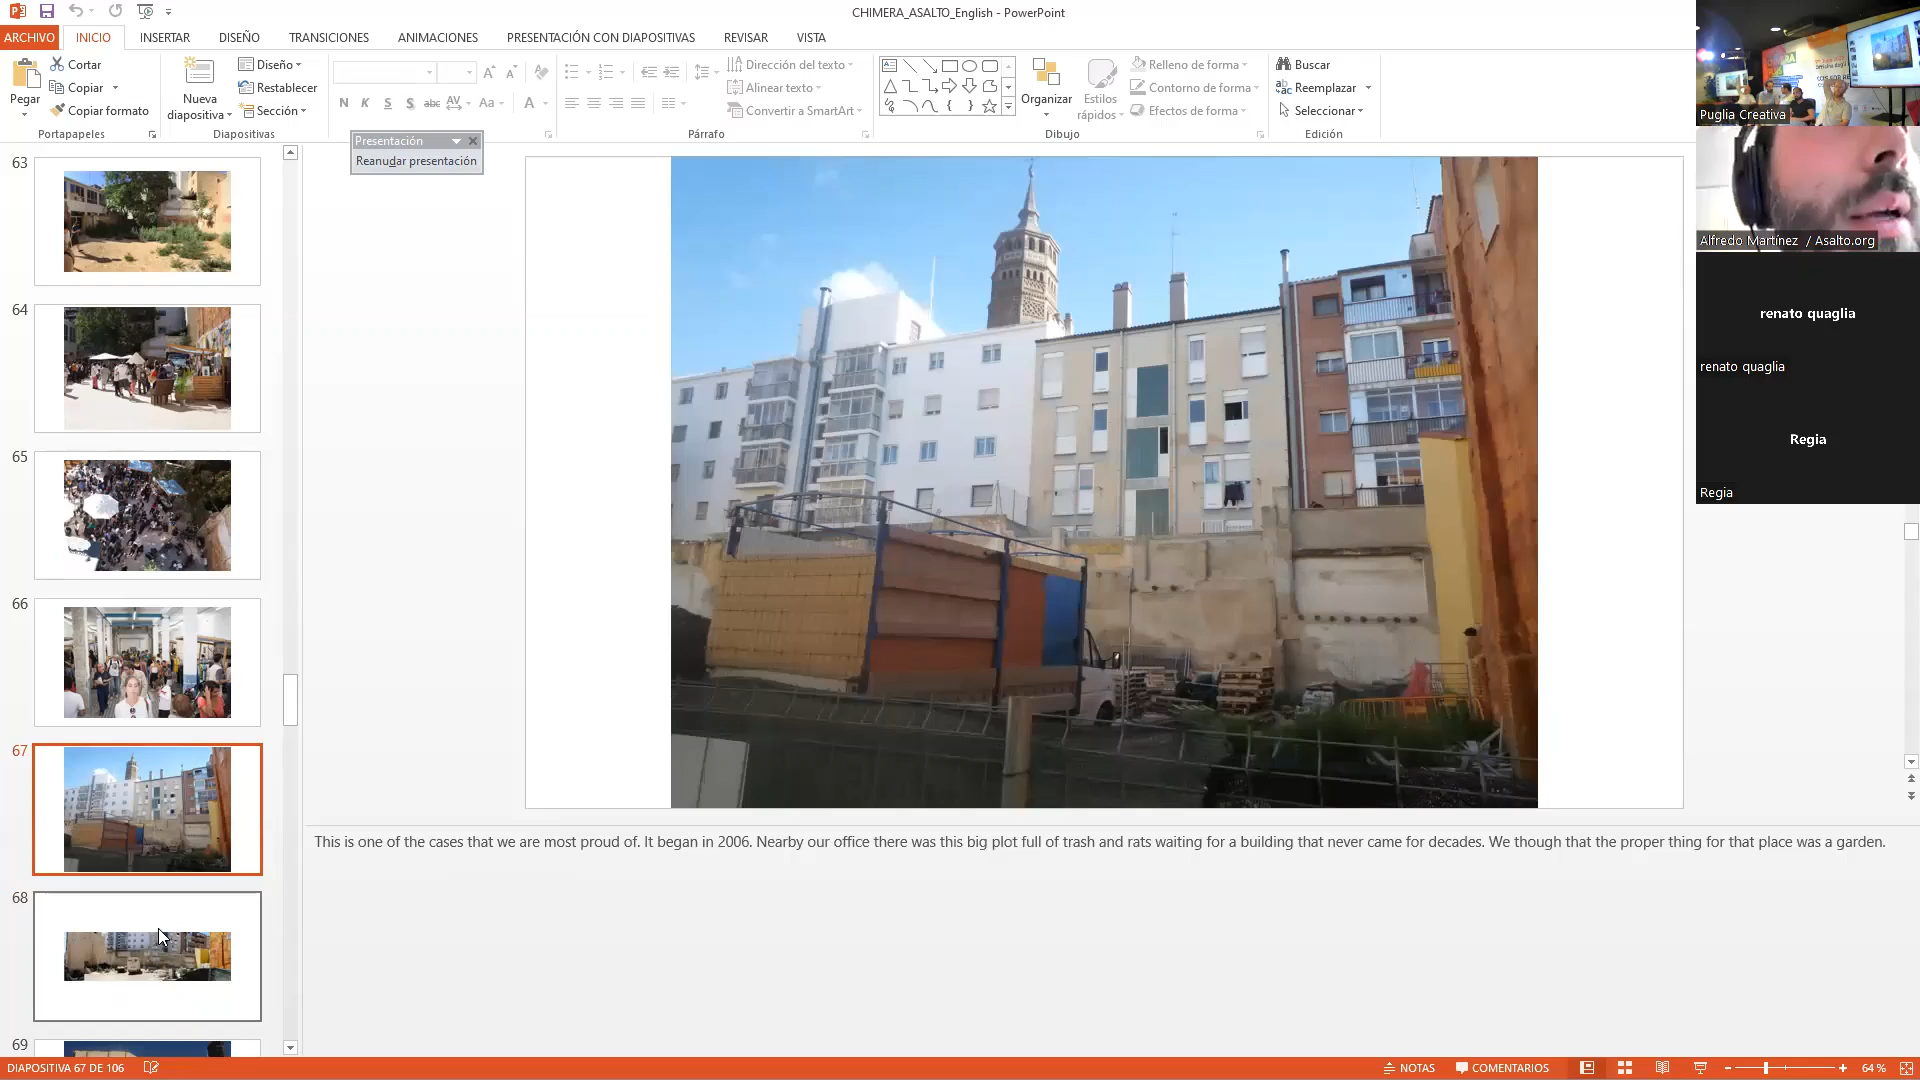 CHIMERA_ASALTO_English - PowerPoint
ARCHIVO INICIO INSERTAR DISEÑO TRANSICIONES ANIMACIONES PRESENTACIÓN CON DIAPOSITIVAS REVISAR VISTA
Pegar
Cortar
Copiar
Copiar formato
Portapapeles
Nueva
diapositiva
Diseño
Restablecer
Sección
Diapositivas
N K S S abc AV Aa A
Dirección del texto
Alinear texto
Convertir a SmartArt
Párrafo
Organizar
Estilos
rápidos
Relleno de forma
Contorno de forma
Efectos de forma
Dibujo
Buscar
Reemplazar
Seleccionar
Edición
Presentación
Reanudar presentación
63
64
65
66
67
68
69
Puglia Creativa
Alfredo Martínez / Asalto.org
renato quaglia
renato quaglia
Regia
Regia
This is one of the cases that we are most proud of. It began in 2006. Nearby our office there was this big plot full of trash and rats waiting for a building that never came for decades. We though that the proper thing for that place was a garden.
DIAPOSITIVA 67 DE 106
NOTAS
COMENTARIOS
64 %